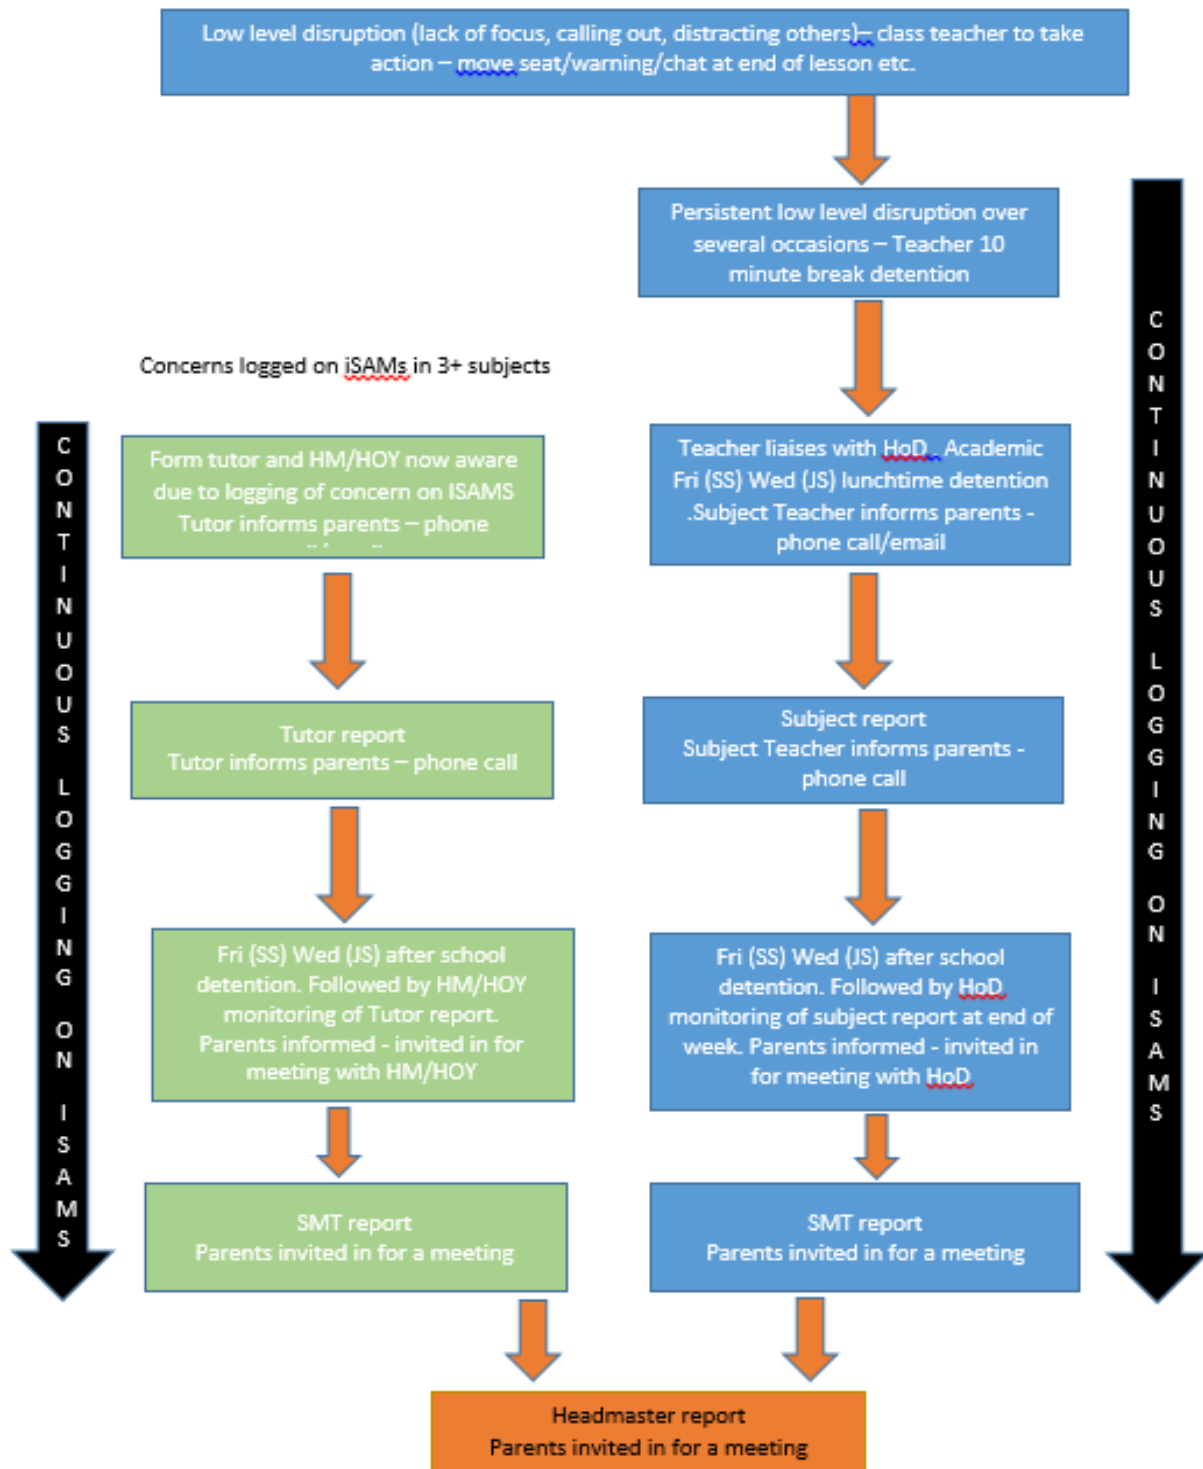 Low level disruption (lack of focus, calling out, distracting others)– class teacher to take
action – move seat/warning/chat at end of lesson etc.
Persistent low level disruption over
several occasions – Teacher 10
minute break detention
Concerns logged on iSAMs in 3+ subjects
CONTINUOUS LOGGING ON ISAMS
Form tutor and HM/HOY now aware
due to logging of concern on ISAMS
Tutor informs parents – phone
Tutor report
Tutor informs parents – phone call
Fri (SS) Wed (JS) after school
detention. Followed by HM/HOY
monitoring of Tutor report.
Parents informed - invited in for
meeting with HM/HOY
SMT report
Parents invited in for a meeting
Teacher liaises with HoD. Academic
Fri (SS) Wed (JS) lunchtime detention
.Subject Teacher informs parents -
phone call/email
Subject report
Subject Teacher informs parents -
phone call
Fri (SS) Wed (JS) after school
detention. Followed by HoD
monitoring of subject report at end of
week. Parents informed - invited in
for meeting with HoD
SMT report
Parents invited in for a meeting
CONTINUOUS LOGGING ON ISAMS
Headmaster report
Parents invited in for a meeting